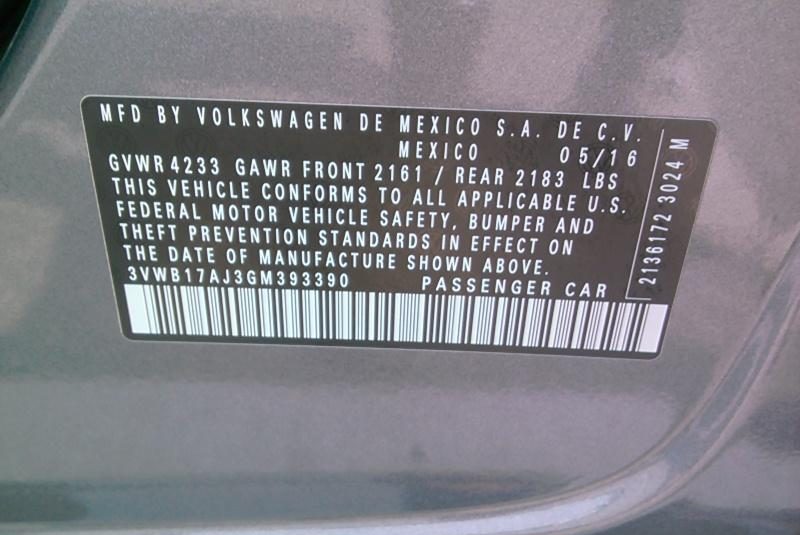 MFD BY VOLKSWAGEN DE MEXICO S.A. DE C.V.
MEXICO 05/16
GVWR 4233 GAWR FRONT 2161 / REAR 2183 LBS
THIS VEHICLE CONFORMS TO ALL APPLICABLE U.S.
FEDERAL MOTOR VEHICLE SAFETY, BUMPER AND
THEFT PREVENTION STANDARDS IN EFFECT ON
THE DATE OF MANUFACTURE SHOWN ABOVE.
3VWB17AJ3GM393390 PASSENGER CAR
2136172 3024 M